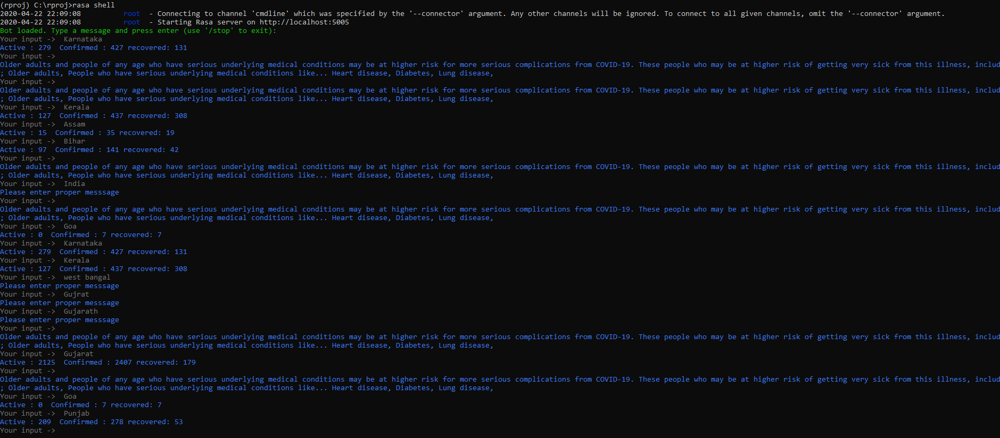 (rproj) C:\rproj>rasa shell
2020-04-22 22:09:08          root  - Connecting to channel 'cmdline' which was specified by the '--connector' argument. Any other channels will be ignored. To connect to all given channels, omit the '--connector' argument.
2020-04-22 22:09:08          root  - Starting Rasa server on http://localhost:5005
Bot loaded. Type a message and press enter (use '/stop' to exit):
Your input ->  Karnataka
Active : 279  Confirmed : 427 recovered: 131
Your input ->
Older adults and people of any age who have serious underlying medical conditions may be at higher risk for more serious complications from COVID-19. These people who may be at higher risk of getting very sick from this illness, includ
; Older adults, People who have serious underlying medical conditions like... Heart disease, Diabetes, Lung disease,
Your input ->
Older adults and people of any age who have serious underlying medical conditions may be at higher risk for more serious complications from COVID-19. These people who may be at higher risk of getting very sick from this illness, includ
; Older adults, People who have serious underlying medical conditions like... Heart disease, Diabetes, Lung disease,
Your input ->  Kerala
Active : 127  Confirmed : 437 recovered: 308
Your input ->  Assam
Active : 15  Confirmed : 35 recovered: 19
Your input ->  Bihar
Active : 97  Confirmed : 141 recovered: 42
Your input ->
Older adults and people of any age who have serious underlying medical conditions may be at higher risk for more serious complications from COVID-19. These people who may be at higher risk of getting very sick from this illness, includ
; Older adults, People who have serious underlying medical conditions like... Heart disease, Diabetes, Lung disease,
Your input ->  India
Please enter proper messsage
Your input ->
Older adults and people of any age who have serious underlying medical conditions may be at higher risk for more serious complications from COVID-19. These people who may be at higher risk of getting very sick from this illness, includ
; Older adults, People who have serious underlying medical conditions like... Heart disease, Diabetes, Lung disease,
Your input ->  Goa
Active : 0  Confirmed : 7 recovered: 7
Your input ->  Karnataka
Active : 279  Confirmed : 427 recovered: 131
Your input ->  Kerala
Active : 127  Confirmed : 437 recovered: 308
Your input ->  west bangal
Please enter proper messsage
Your input ->  Gujrat
Please enter proper messsage
Your input ->  Gujarath
Please enter proper messsage
Your input ->
Older adults and people of any age who have serious underlying medical conditions may be at higher risk for more serious complications from COVID-19. These people who may be at higher risk of getting very sick from this illness, includ
; Older adults, People who have serious underlying medical conditions like... Heart disease, Diabetes, Lung disease,
Your input ->  Gujarat
Active : 2125  Confirmed : 2407 recovered: 179
Your input ->
Older adults and people of any age who have serious underlying medical conditions may be at higher risk for more serious complications from COVID-19. These people who may be at higher risk of getting very sick from this illness, includ
; Older adults, People who have serious underlying medical conditions like... Heart disease, Diabetes, Lung disease,
Your input ->  Goa
Active : 0  Confirmed : 7 recovered: 7
Your input ->  Punjab
Active : 209  Confirmed : 278 recovered: 53
Your input ->